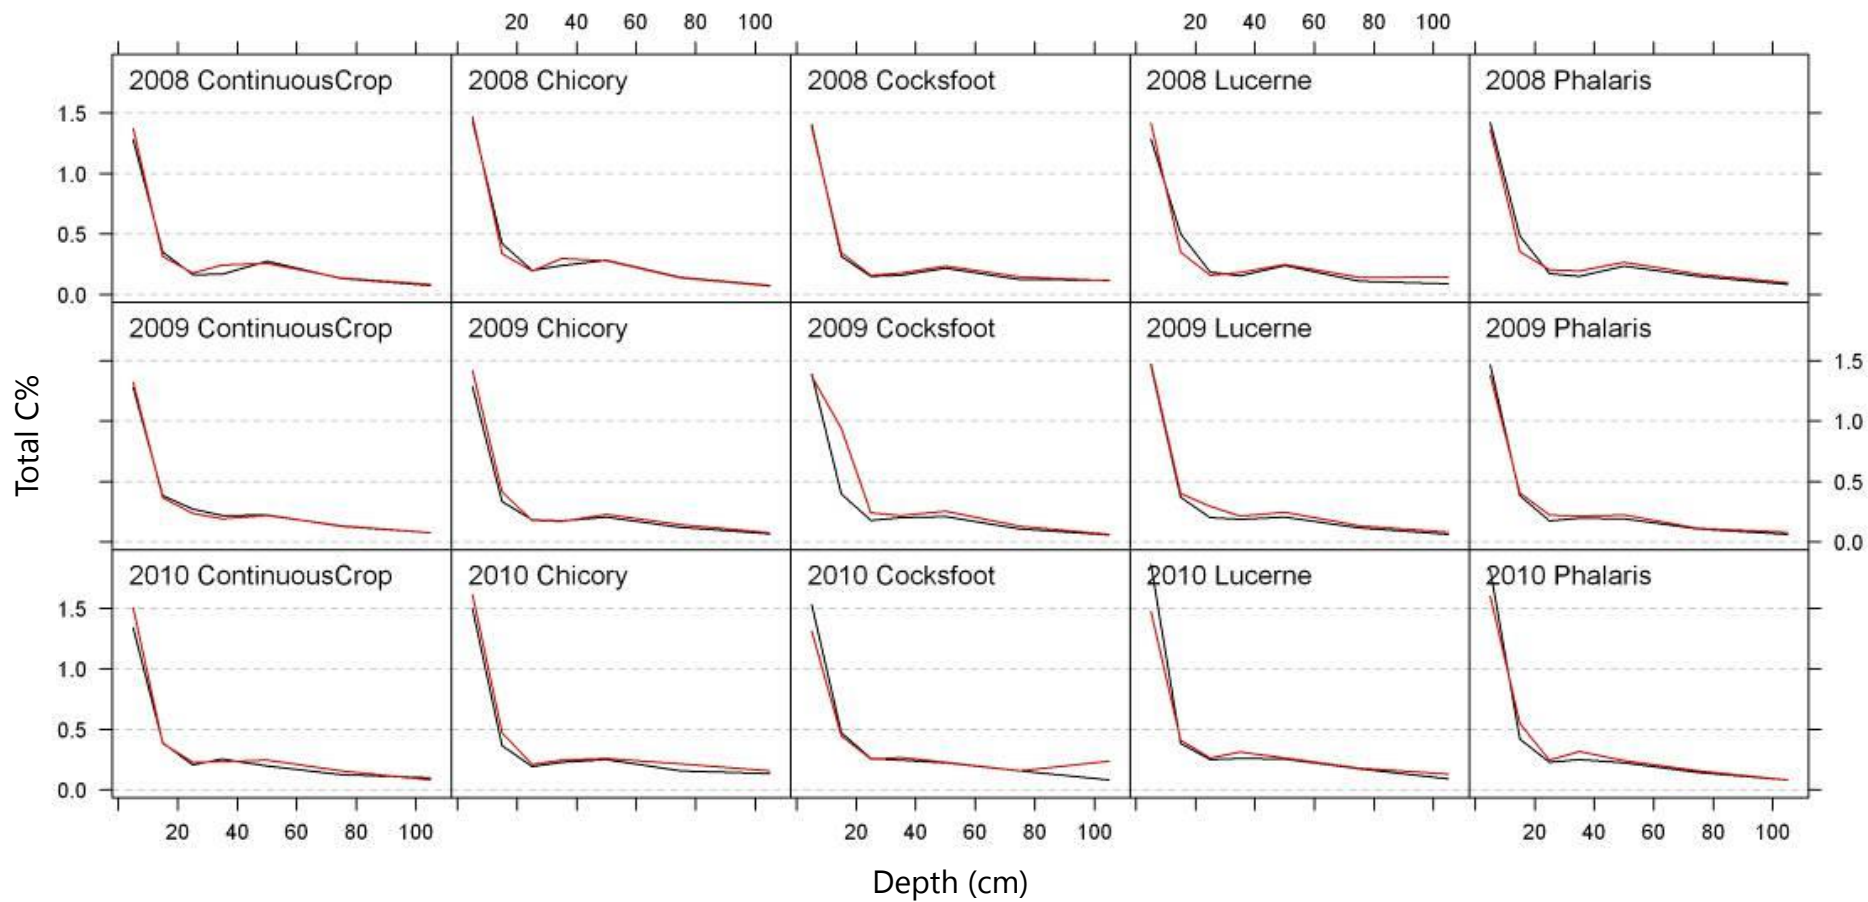 20 40 60 80 100 20 40 60 80 100
2008 ContinuousCrop 2008 Chicory 2008 Cocksfoot 2008 Lucerne 2008 Phalaris
1.5
1.0
0.5
0.0
2009 ContinuousCrop 2009 Chicory 2009 Cocksfoot 2009 Lucerne 2009 Phalaris
1.5
1.0
0.5
0.0
Total C%
2010 ContinuousCrop 2010 Chicory 2010 Cocksfoot 2010 Lucerne 2010 Phalaris
1.5
1.0
0.5
0.0
20 40 60 80 100 20 40 60 80 100 20 40 60 80 100
Depth (cm)